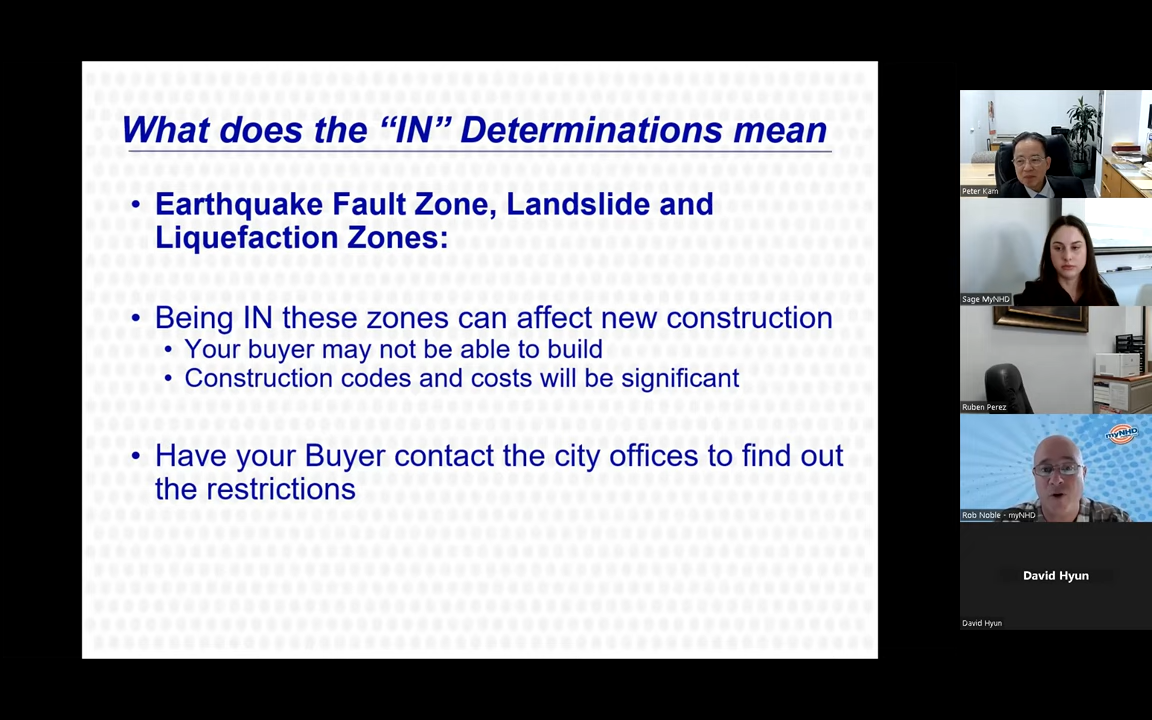 What does the “IN” Determinations mean
• Earthquake Fault Zone, Landslide and
Liquefaction Zones:
• Being IN these zones can affect new construction
• Your buyer may not be able to build
• Construction codes and costs will be significant
• Have your Buyer contact the city offices to find out
the restrictions
Peter Kam
Sage MyNHD
Ruben Perez
myNHD
Rob Noble - myNHD
David Hyun
David Hyun